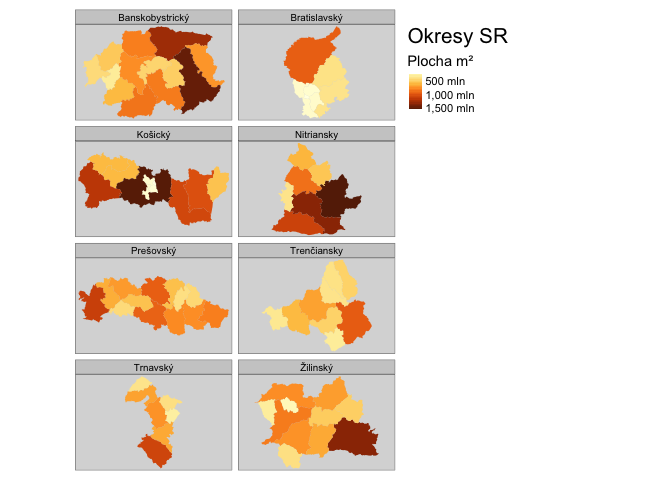 Banskobystrický
Bratislavský
Košický
Nitriansky
Prešovský
Trenčiansky
Trnavský
Žilinský
Okresy SR
Plocha m²
500 mln
1,000 mln
1,500 mln